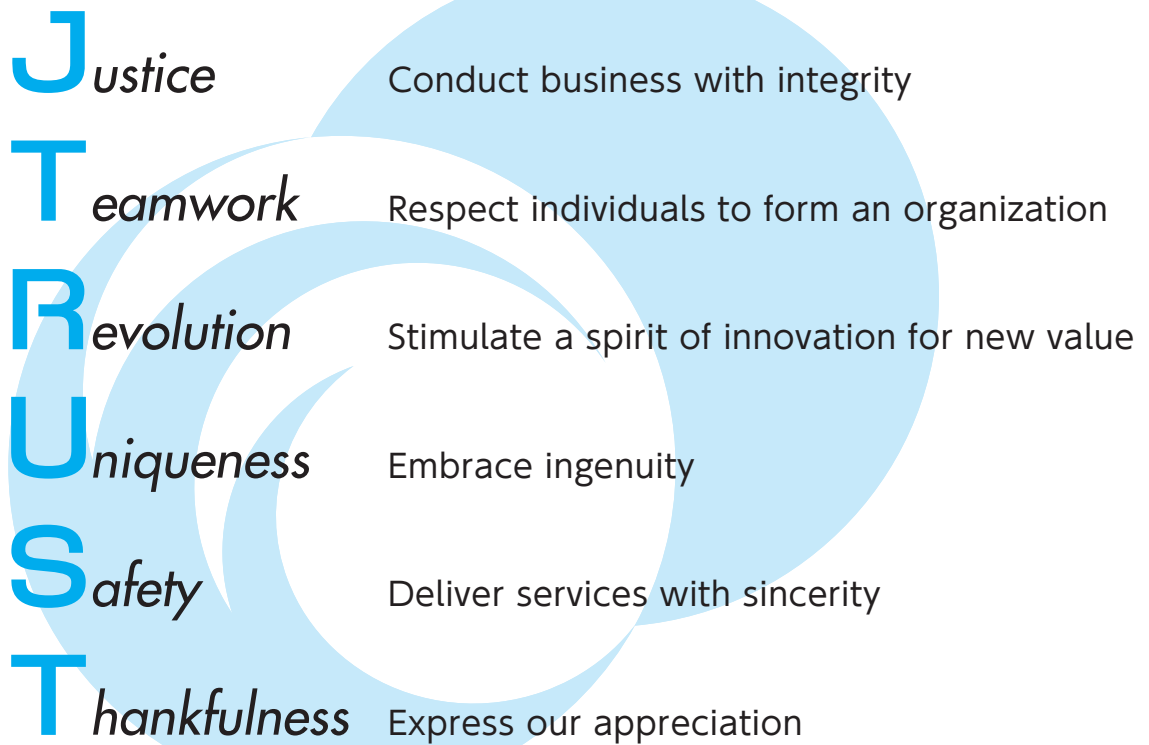 Justice Conduct business with integrity
Teamwork Respect individuals to form an organization
Revolution Stimulate a spirit of innovation for new value
Uniqueness Embrace ingenuity
Safety Deliver services with sincerity
Thankfulness Express our appreciation